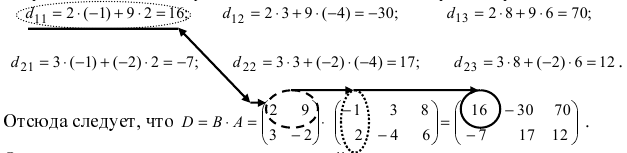 d₁₁ = 2·(−1)+9·2=16; d₁₂ = 2·3+9·(−4)=−30; d₁₃ = 2·8+9·6=70;
d₂₁ = 3·(−1)+(−2)·2=−7; d₂₂ = 3·3+(−2)·(−4)=17; d₂₃ = 3·8+(−2)·6=12.
Отсюда следует, что D = B·A = (2 9; 3 −2) · (−1 3 8; 2 −4 6) = (16 −30 70; −7 17 12).